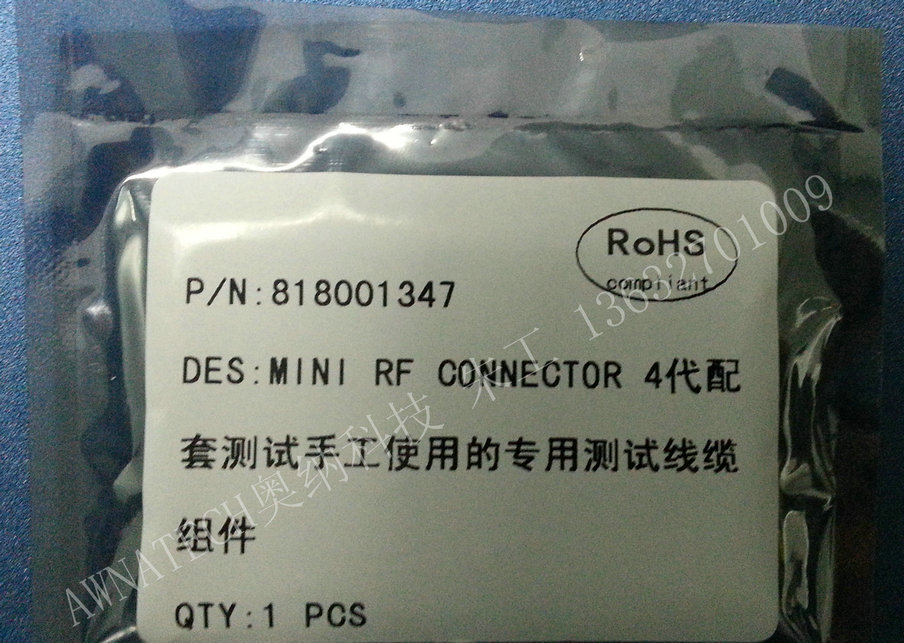 RoHS
compliant
P/N:818001347
DES:MINI RF CONNECTOR 4代配
套测试手工使用的专用测试线缆
组件
QTY:1 PCS
AWNATECH奥纳科技 木工 13632701009